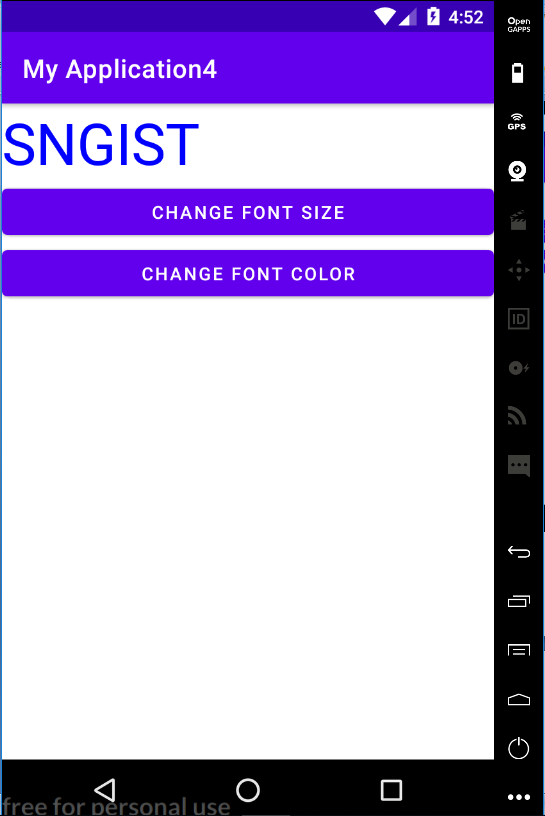 4:52
Open
GAPPS
My Application4
GPS
SNGIST
CHANGE FONT SIZE
CHANGE FONT COLOR
ID
free for personal use